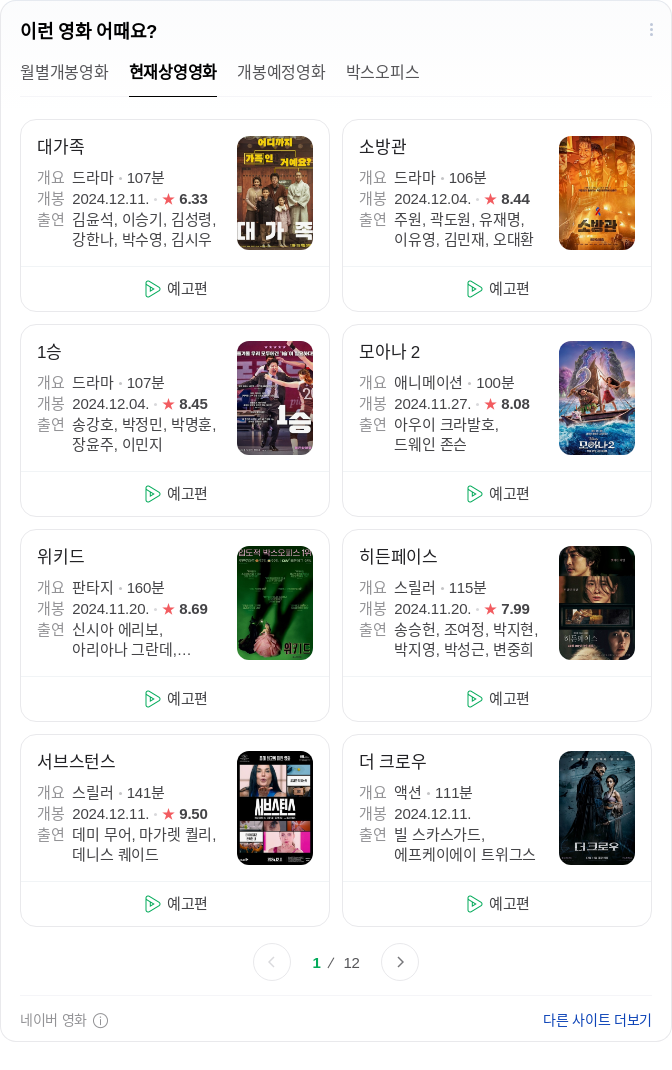 이런 영화 어때요?
월별개봉영화 현재상영영화 개봉예정영화 박스오피스
대가족
개요 드라마 107분
개봉 2024.12.11. ★ 6.33
출연 김윤석, 이승기, 김성령,
강한나, 박수영, 김시우
어디까지
가족인 거예요?
대가족
예고편
소방관
개요 드라마 106분
개봉 2024.12.04. ★ 8.44
출연 주원, 곽도원, 유재명,
이유영, 김민재, 오대환
소방관
예고편
1승
개요 드라마 107분
개봉 2024.12.04. ★ 8.45
출연 송강호, 박정민, 박명훈,
장윤주, 이민지
1승
예고편
모아나 2
개요 애니메이션 100분
개봉 2024.11.27. ★ 8.08
출연 아우이 크라발호,
드웨인 존슨
모아나2
예고편
위키드
개요 판타지 160분
개봉 2024.11.20. ★ 8.69
출연 신시아 에리보,
아리아나 그란데,…
위키드
예고편
히든페이스
개요 스릴러 115분
개봉 2024.11.20. ★ 7.99
출연 송승헌, 조여정, 박지현,
박지영, 박성근, 변중희
히든페이스
예고편
서브스턴스
개요 스릴러 141분
개봉 2024.12.11. ★ 9.50
출연 데미 무어, 마가렛 퀄리,
데니스 퀘이드
서브스턴스
예고편
더 크로우
개요 액션 111분
개봉 2024.12.11.
출연 빌 스카스가드,
에프케이에이 트위그스
더 크로우
예고편
1 / 12
네이버 영화
다른 사이트 더보기